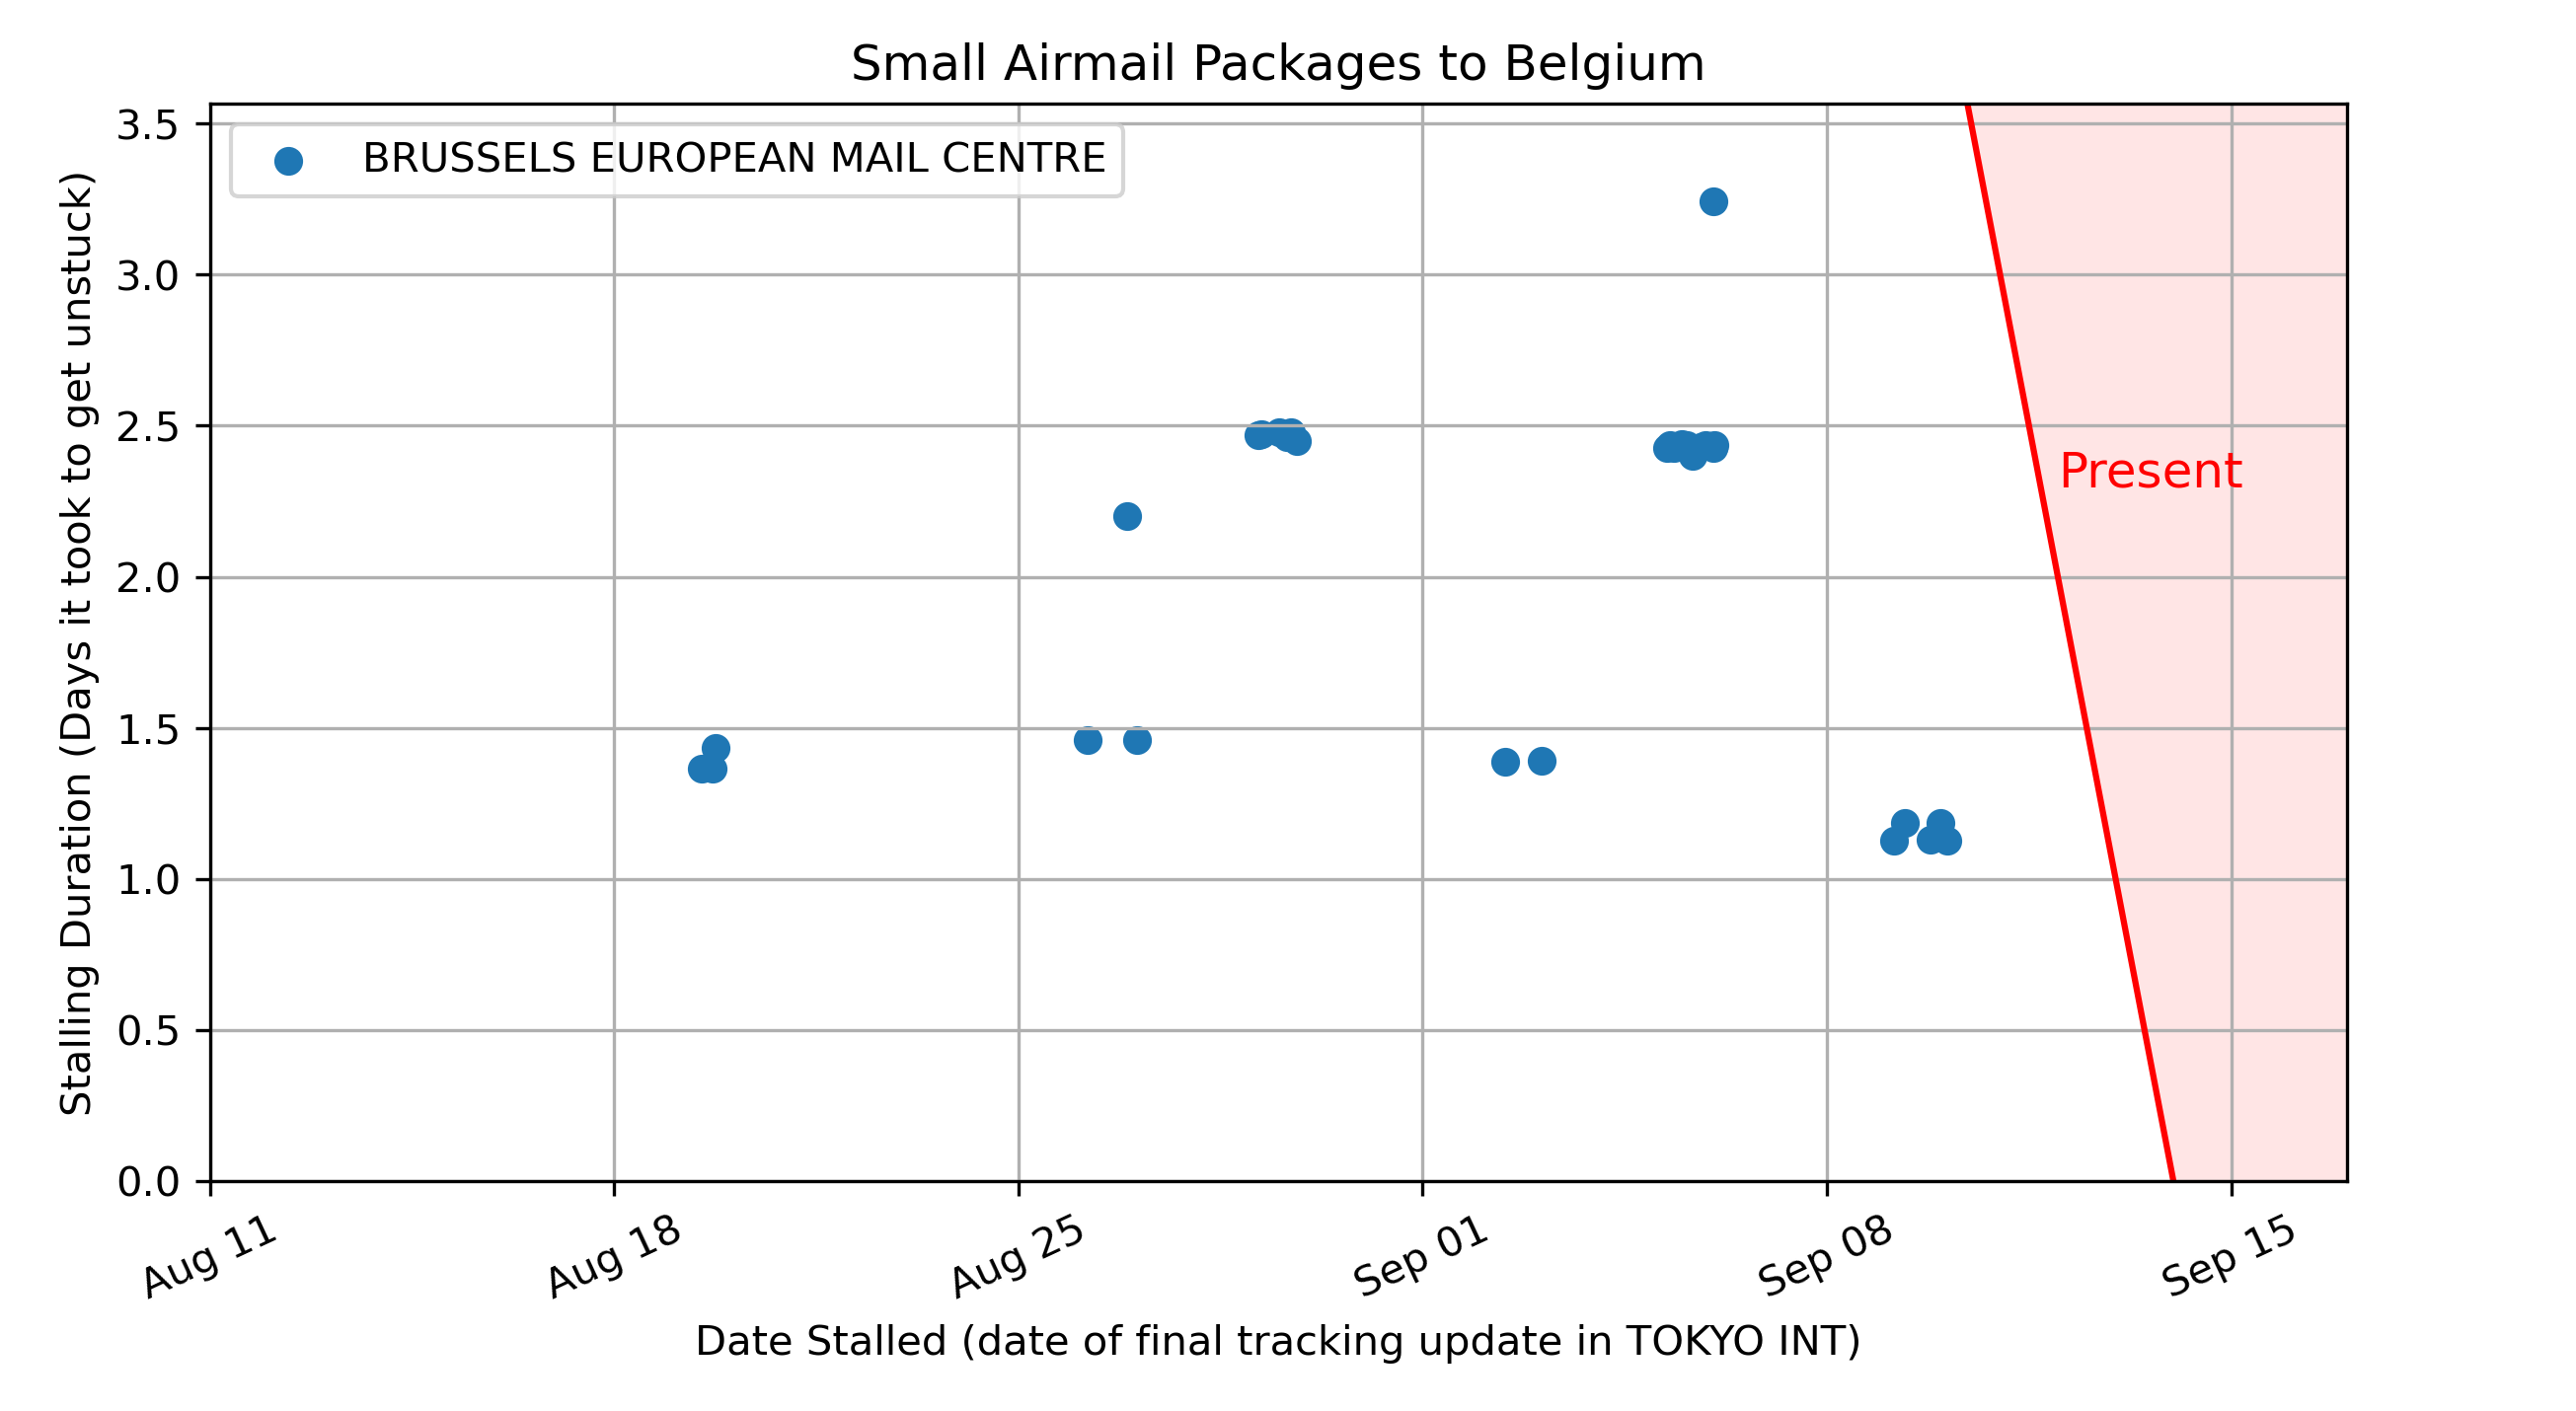 Small Airmail Packages to Belgium
BRUSSELS EUROPEAN MAIL CENTRE
Stalling Duration (Days it took to get unstuck)
3.5
3.0
2.5
2.0
1.5
1.0
0.5
0.0
Present
Aug 11
Aug 18
Aug 25
Sep 01
Sep 08
Sep 15
Date Stalled (date of final tracking update in TOKYO INT)